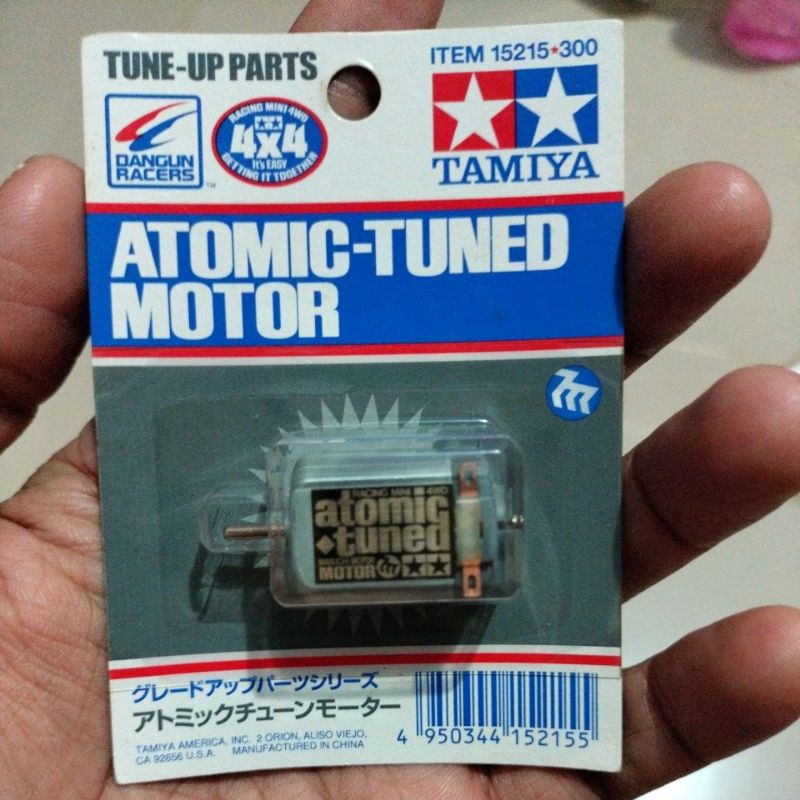 TUNE-UP PARTS
ITEM 15215★300
DANGUN
RACERS
™
RACING MINI 4WD
4x4
It's EASY
GETTING IT TOGETHER
TAMIYA
ATOMIC-TUNED
MOTOR
RACING MINI 4WD
atomic
tuned
MABUCHI MOTOR
MOTOR
グレードアップパーツシリーズ
アトミックチューンモーター
TAMIYA AMERICA, INC. 2 ORION, ALISO VIEJO,
CA 92656 U.S.A. MANUFACTURED IN CHINA
4 950344 152155